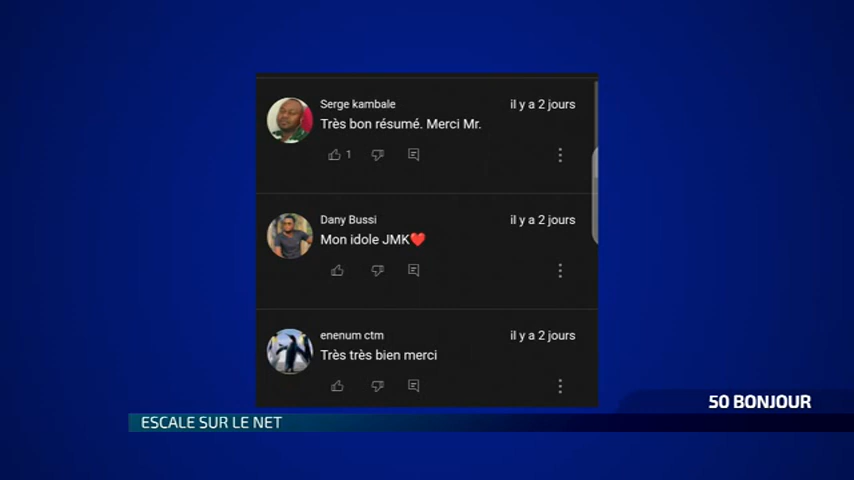 Serge kambale
il y a 2 jours
Très bon résumé. Merci Mr.
1
Dany Bussi
il y a 2 jours
Mon idole JMK❤️
enenum ctm
il y a 2 jours
Très très bien merci
50 BONJOUR
ESCALE SUR LE NET